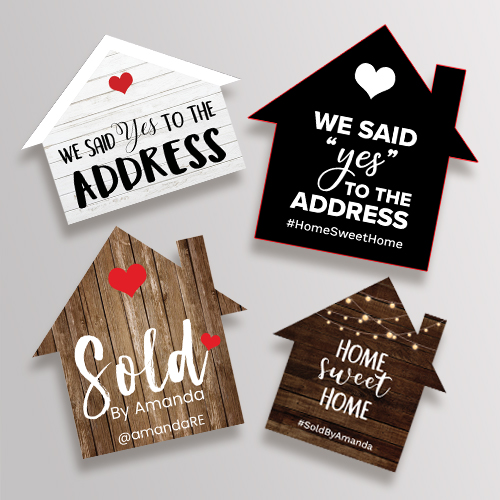 WE SAID Yes TO THE
ADDRESS
WE SAID
"yes"
TO THE
ADDRESS
#HomeSweetHome
Sold
By Amanda
@amandaRE
HOME
sweet
HOME
#SoldByAmanda